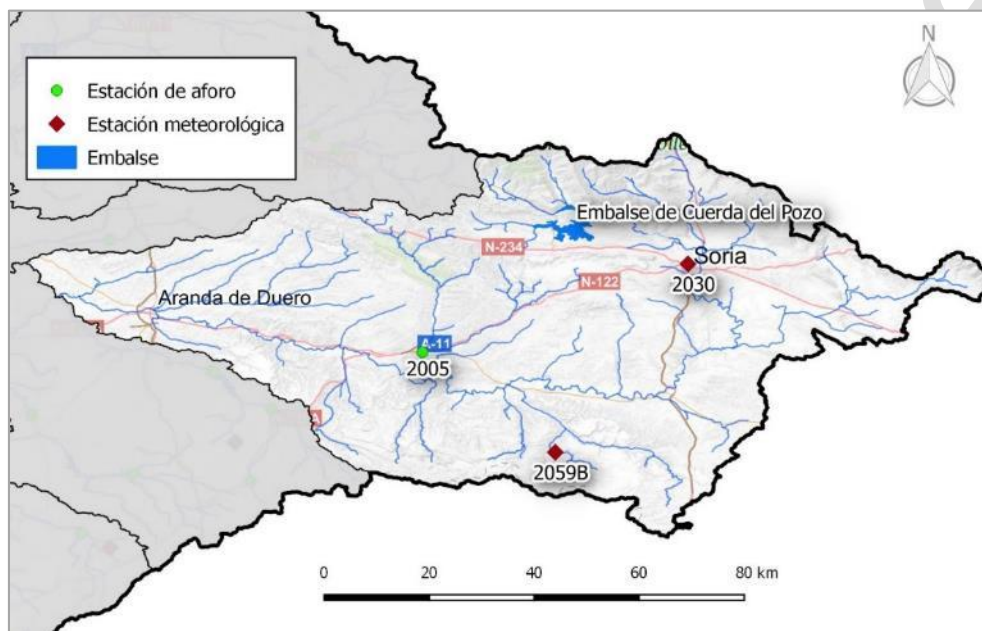 N
Estación de aforo
Estación meteorológica
Embalse
Embalse de Cuerda del Pozo
N-234
Soria
N-122
2030
Aranda de Duero
A-11
2005
2059B
0 20 40 60 80 km